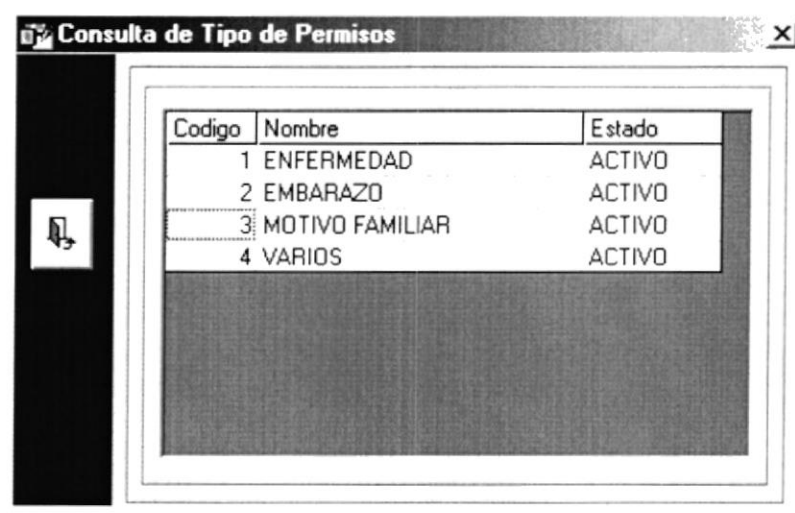 Consulta de Tipo de Permisos
Codigo Nombre Estado
1 ENFERMEDAD ACTIVO
2 EMBARAZO ACTIVO
3 MOTIVO FAMILIAR ACTIVO
4 VARIOS ACTIVO